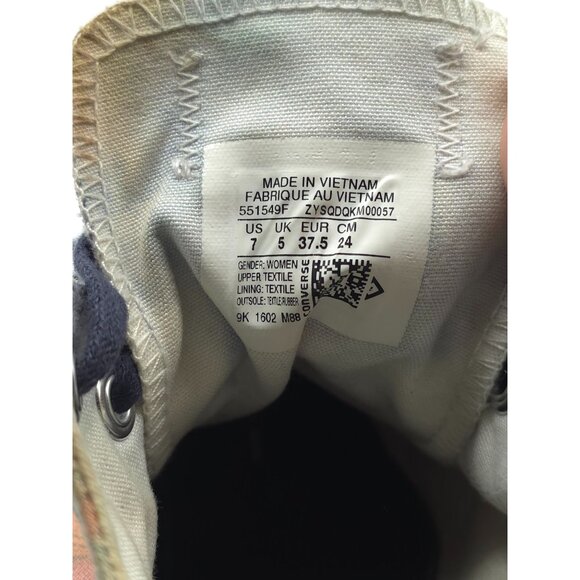 MADE IN VIETNAM
FABRIQUE AU VIETNAM
551549F ZYSQDQKM00057
US UK EUR CM
7 5 37.5 24
GENDER: WOMEN
UPPER TEXTILE
LINING: TEXTILE
OUTSOLE: TEXTILE,RUBBER
9K 1602 M88
CONVERSE